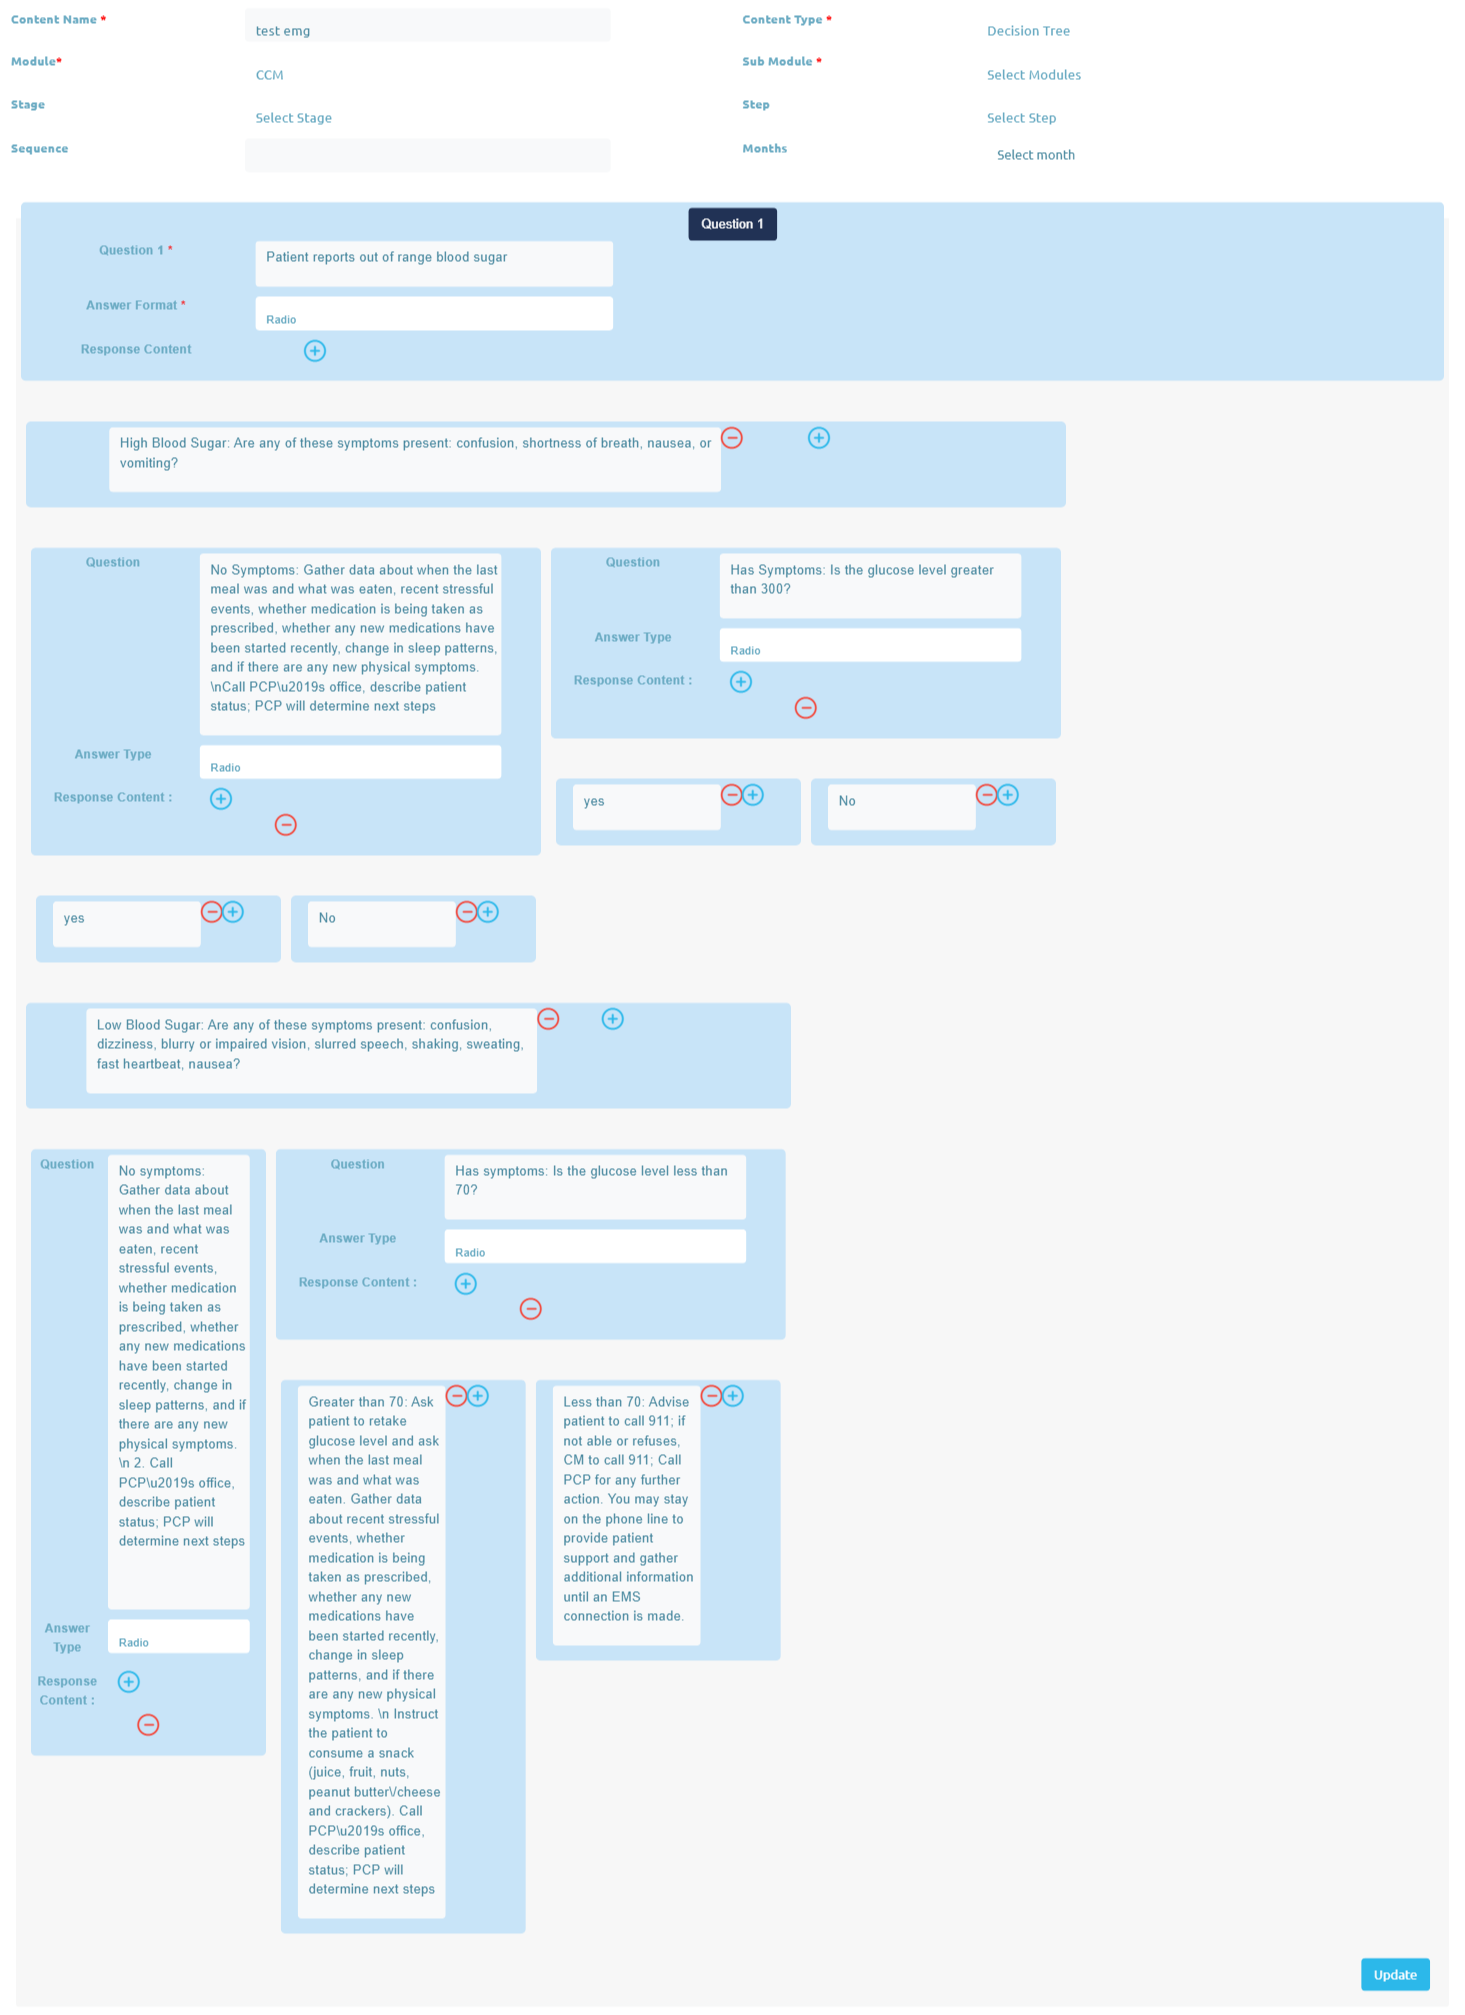 Content Name *
test emg
Content Type *
Decision Tree
Module*
CCM
Sub Module *
Select Modules
Stage
Select Stage
Step
Select Step
Sequence
Months
Select month
Question 1
Question 1 *
Patient reports out of range blood sugar
Answer Format *
Radio
Response Content
High Blood Sugar: Are any of these symptoms present: confusion, shortness of breath, nausea, or
vomiting?
Question
No Symptoms: Gather data about when the last
meal was and what was eaten, recent stressful
events, whether medication is being taken as
prescribed, whether any new medications have
been started recently, change in sleep patterns,
and if there are any new physical symptoms.
\nCall PCP\u2019s office, describe patient
status; PCP will determine next steps
Answer Type
Radio
Response Content :
Question
Has Symptoms: Is the glucose level greater
than 300?
Answer Type
Radio
Response Content :
yes
No
yes
No
Low Blood Sugar: Are any of these symptoms present: confusion,
dizziness, blurry or impaired vision, slurred speech, shaking, sweating,
fast heartbeat, nausea?
Question
No symptoms:
Gather data about
when the last meal
was and what was
eaten, recent
stressful events,
whether medication
is being taken as
prescribed, whether
any new medications
have been started
recently, change in
sleep patterns, and if
there are any new
physical symptoms.
\n 2. Call
PCP\u2019s office,
describe patient
status; PCP will
determine next steps
Answer
Type
Radio
Response
Content :
Question
Has symptoms: Is the glucose level less than
70?
Answer Type
Radio
Response Content :
Greater than 70: Ask
patient to retake
glucose level and ask
when the last meal
was and what was
eaten. Gather data
about recent stressful
events, whether
medication is being
taken as prescribed,
whether any new
medications have
been started recently,
change in sleep
patterns, and if there
are any new physical
symptoms. \n Instruct
the patient to
consume a snack
(juice, fruit, nuts,
peanut butter\/cheese
and crackers). Call
PCP\u2019s office,
describe patient
status; PCP will
determine next steps
Less than 70: Advise
patient to call 911; if
not able or refuses,
CM to call 911; Call
PCP for any further
action. You may stay
on the phone line to
provide patient
support and gather
additional information
until an EMS
connection is made.
Update